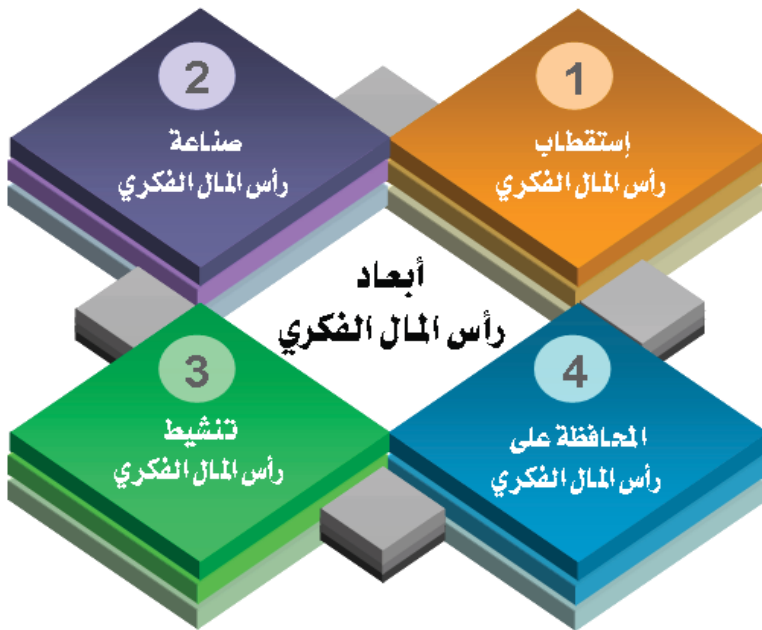 1
إستقطاب
رأس المال الفكري
2
صناعة
رأس المال الفكري
أبعاد
رأس المال الفكري
3
تنشيط
رأس المال الفكري
4
المحافظة على
رأس المال الفكري